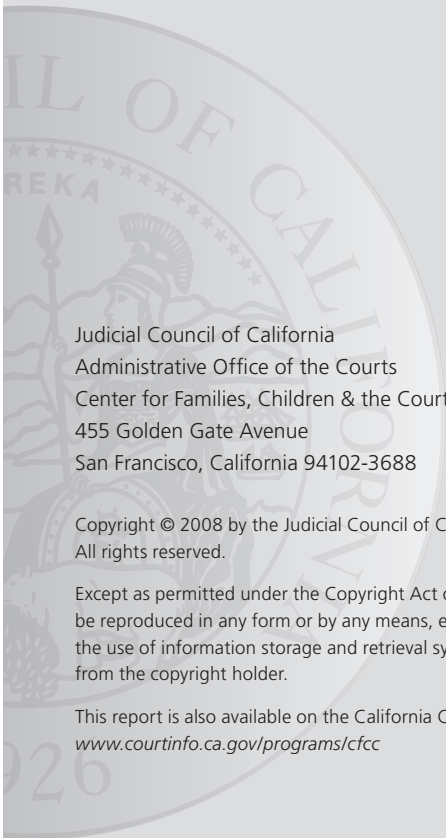 IL OF CALIFORNIA
REKA
Judicial Council of California
Administrative Office of the Courts
Center for Families, Children & the Court
455 Golden Gate Avenue
San Francisco, California 94102-3688
Copyright © 2008 by the Judicial Council of C
All rights reserved.
Except as permitted under the Copyright Act
be reproduced in any form or by any means, e
the use of information storage and retrieval sy
from the copyright holder.
This report is also available on the California C
www.courtinfo.ca.gov/programs/cfcc
926